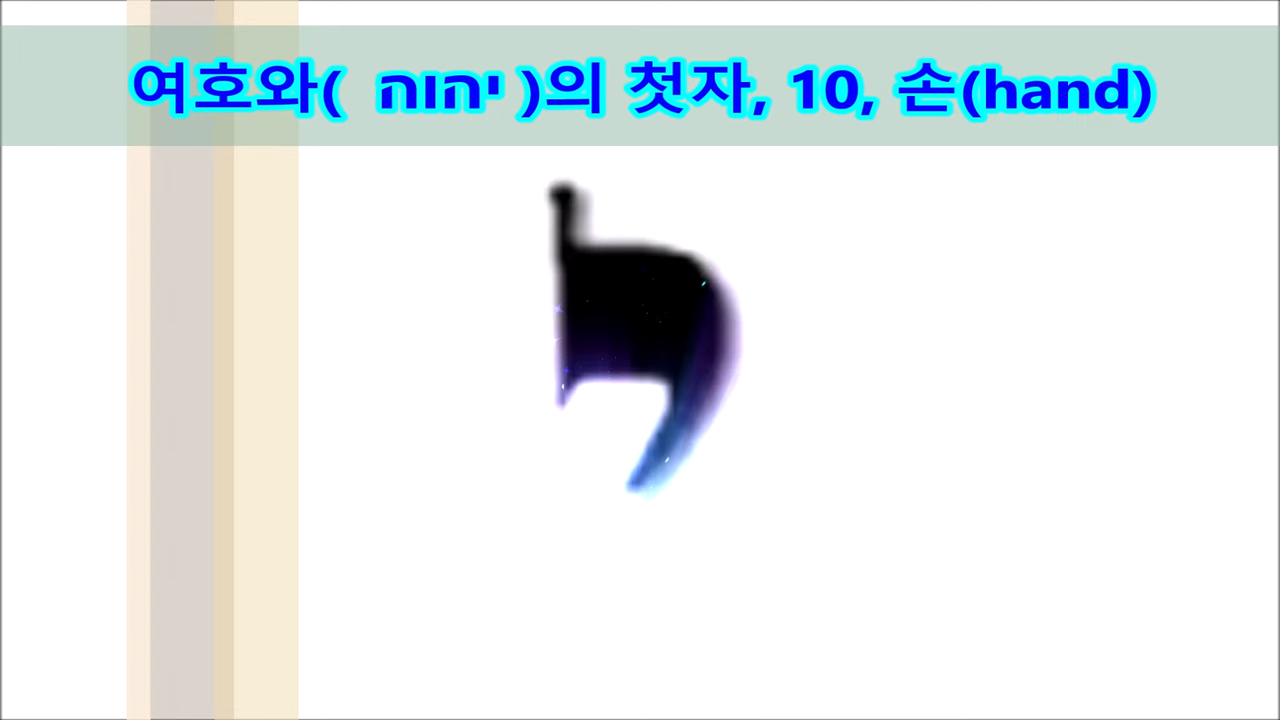 여호와( יהוה )의 첫자, 10, 손(hand)
י